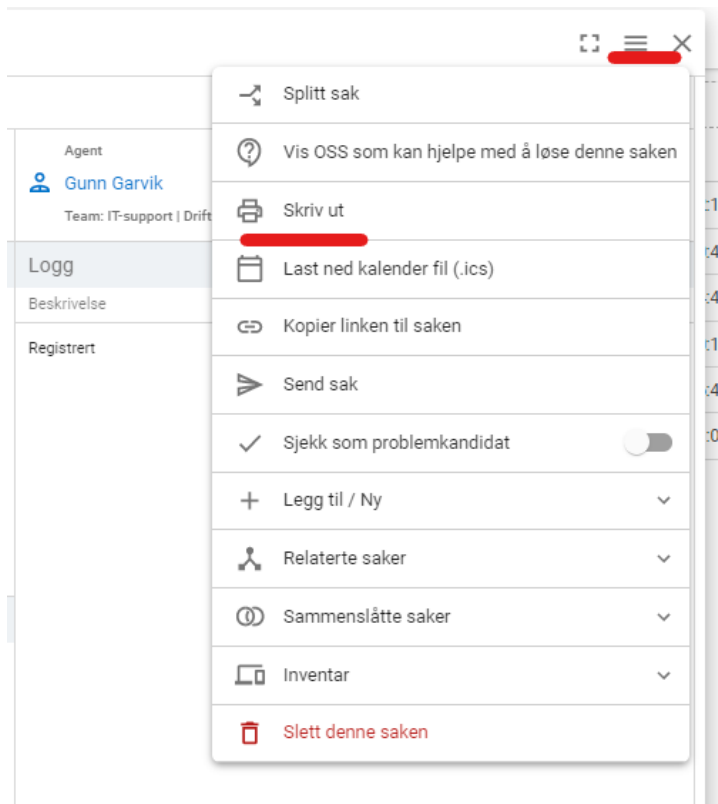 Splitt sak
Vis OSS som kan hjelpe med å løse denne saken
Skriv ut
Last ned kalender fil (.ics)
Kopier linken til saken
Send sak
Sjekk som problemkandidat
Legg til / Ny
Relaterte saker
Sammenslåtte saker
Inventar
Slett denne saken
Agent
Gunn Garvik
Team: IT-support | Drift
Logg
Beskrivelse
Registrert